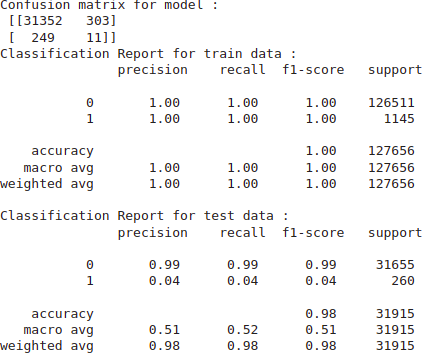 Confusion matrix for model :
[[31352 303]
[ 249 11]]
Classification Report for train data :
precision recall f1-score support
0 1.00 1.00 1.00 126511
1 1.00 1.00 1.00 1145
accuracy 1.00 127656
macro avg 1.00 1.00 1.00 127656
weighted avg 1.00 1.00 1.00 127656
Classification Report for test data :
precision recall f1-score support
0 0.99 0.99 0.99 31655
1 0.04 0.04 0.04 260
accuracy 0.98 31915
macro avg 0.51 0.52 0.51 31915
weighted avg 0.98 0.98 0.98 31915